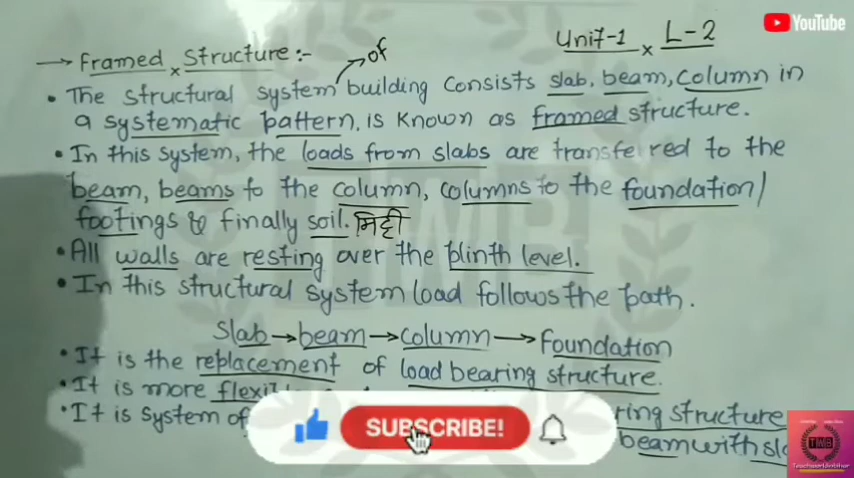 Unit-1 x L-2
YouTube
→ Framed x Structure :-
of
• The structural system building consists slab, beam, column in
a systematic pattern, is known as framed structure.
• In this system, the loads from slabs are transfe red to the
beam, beams to the column, columns to the foundation/
footings & finally soil. मिट्टी
• All walls are resting over the plinth level.
• In this structural system load follows the path.
Slab → beam → column → Foundation
• It is the replacement of load bearing structure.
• It is more
• It is system of ring structure
beam with
SUBSCRIBE!
TMB